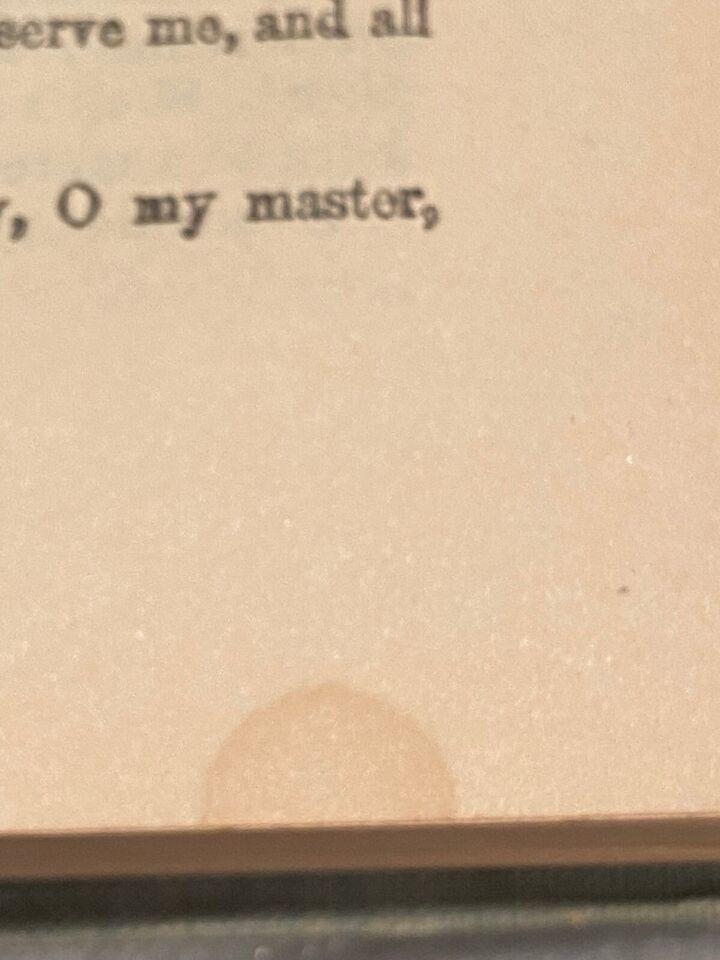 serve me, and all
, O my master,